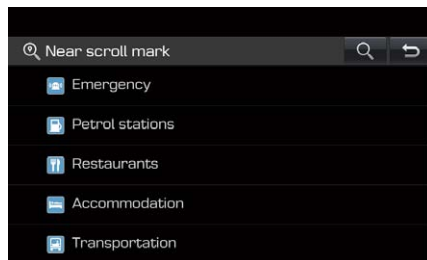 Near scroll mark
Emergency
Petrol stations
Restaurants
Accommodation
Transportation